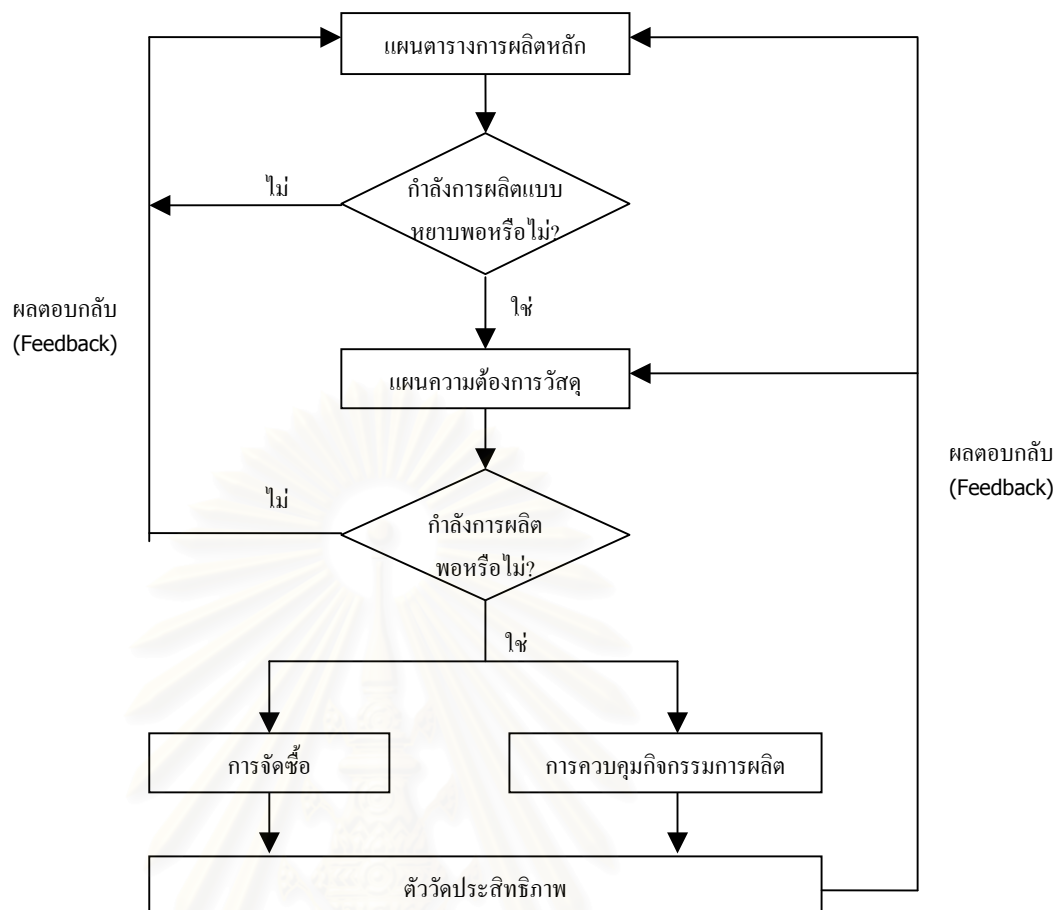 แผนตารางการผลิตหลัก
ไม่
กำลังการผลิตแบบ
หยาบพอหรือไม่?
ผลตอบกลับ
(Feedback)
ใช่
แผนความต้องการวัสดุ
ผลตอบกลับ
(Feedback)
ไม่
กำลังการผลิต
พอหรือไม่?
ใช่
การจัดซื้อ
การควบคุมกิจกรรมการผลิต
ตัววัดประสิทธิภาพ